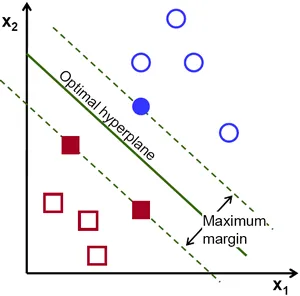 x2
Optimal hyperplane
Maximum
margin
x1